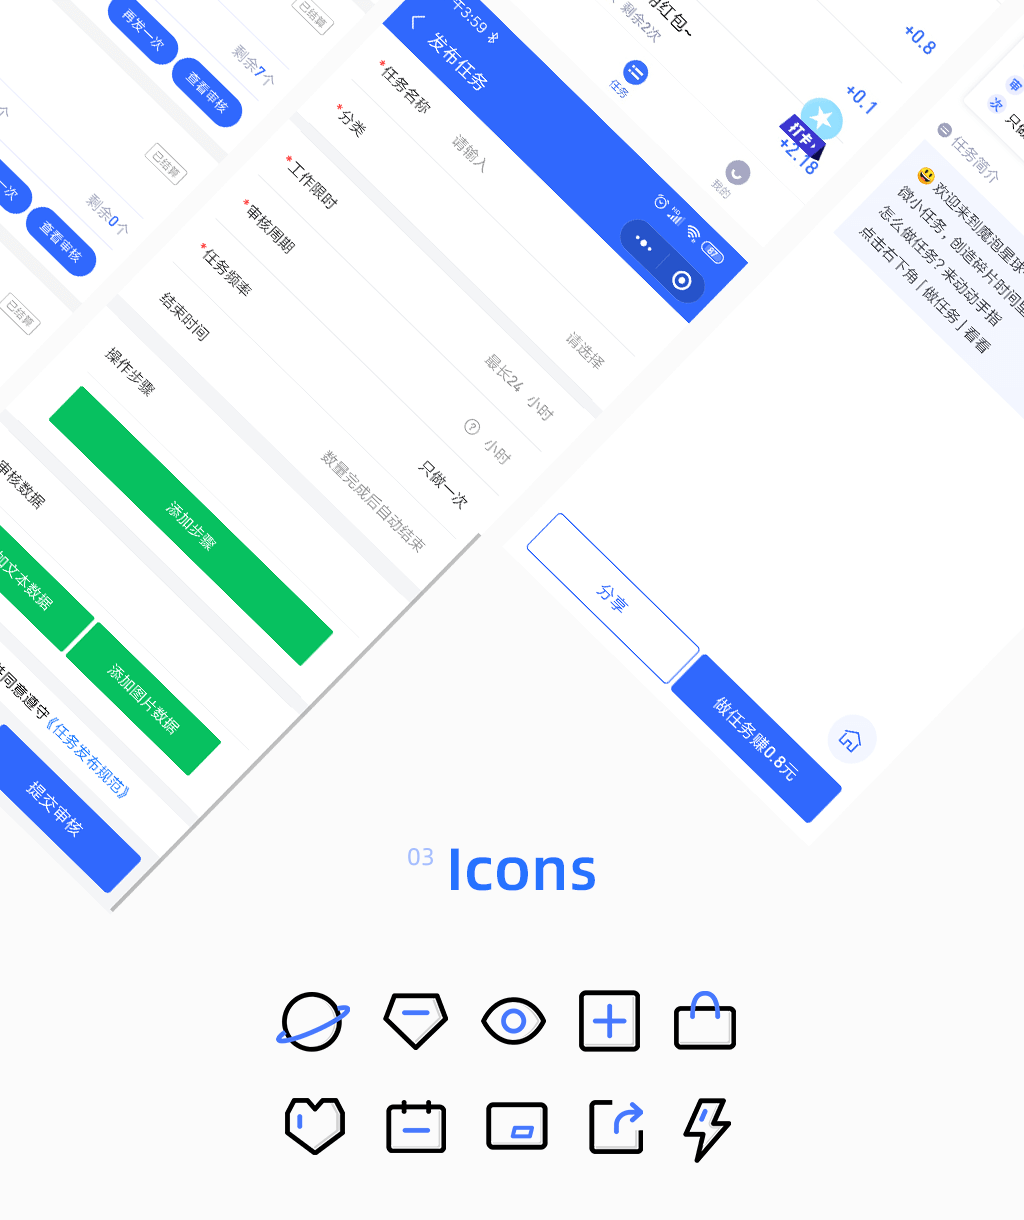 再发一次
查看审核
剩余7个
已结算
个
一次
查看审核
剩余0个
已结算
已结算
午3:59
发布任务
*任务名称
请输入
*分类
请选择
*工作限时
最长24 小时
*审核周期
? 小时
*任务频率
只做一次
结束时间
数量完成后自动结束
操作步骤
添加步骤
审核数据
加文本数据
添加图片数据
同意遵守《任务发布规范》
提交审核
HD
87
红包~
剩余2次
任务
我的
+0.8
+0.1
+2.18
打卡
审
次
只做
任务简介
欢迎来到魔泡星球
微小任务，创造碎片时间里
怎么做任务？来动动手指
点击右下角「做任务」看看
分享
做任务赚0.8元
03
Icons